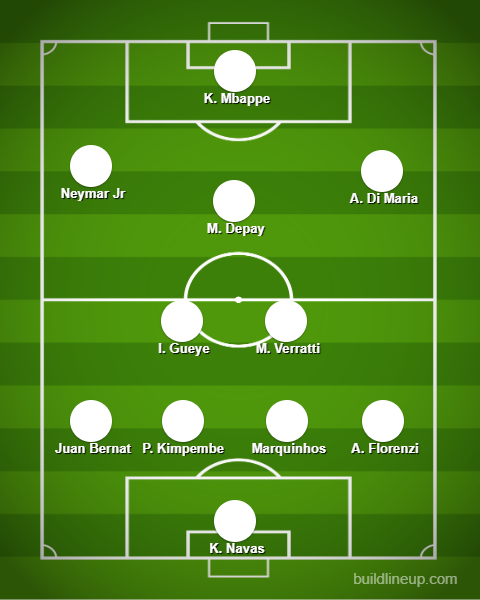 K. Mbappe
Neymar Jr
A. Di Maria
M. Depay
I. Gueye
M. Verratti
Juan Bernat
P. Kimpembe
Marquinhos
A. Florenzi
K. Navas
buildlineup.com